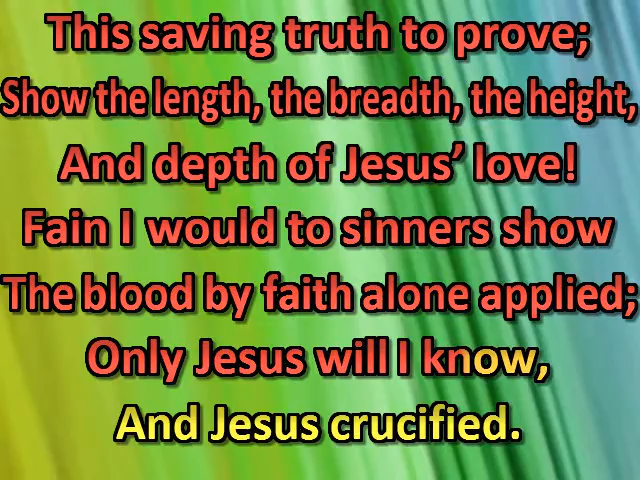 This saving truth to prove;
Show the length, the breadth, the height,
And depth of Jesus’ love!
Fain I would to sinners show
The blood by faith alone applied;
Only Jesus will I know,
And Jesus crucified.